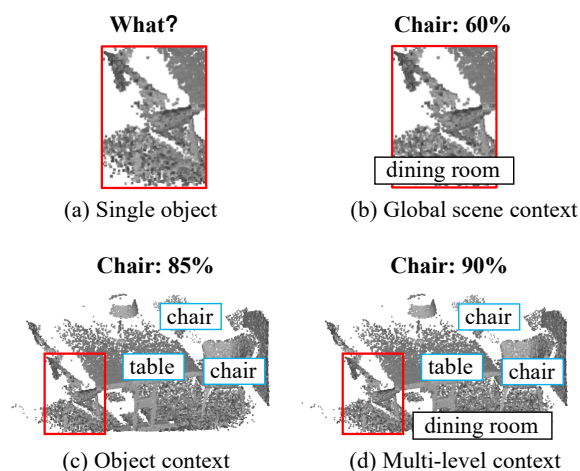 What?
Chair: 60%
dining room
(a) Single object
(b) Global scene context
Chair: 85%
Chair: 90%
chair
table
chair
chair
table
chair
dining room
(c) Object context
(d) Multi-level context